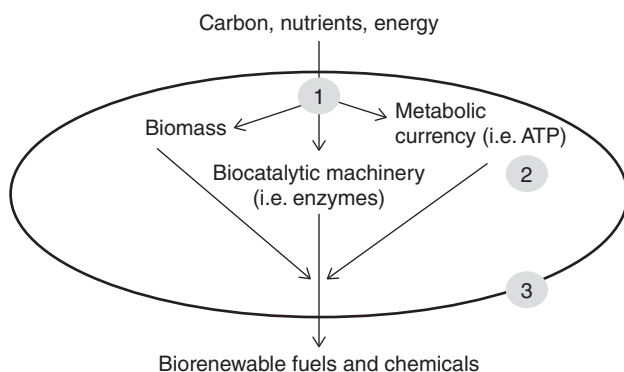 Carbon, nutrients, energy
1
Metabolic
currency (i.e. ATP)
Biomass
Biocatalytic machinery
(i.e. enzymes)
2
3
Biorenewable fuels and chemicals